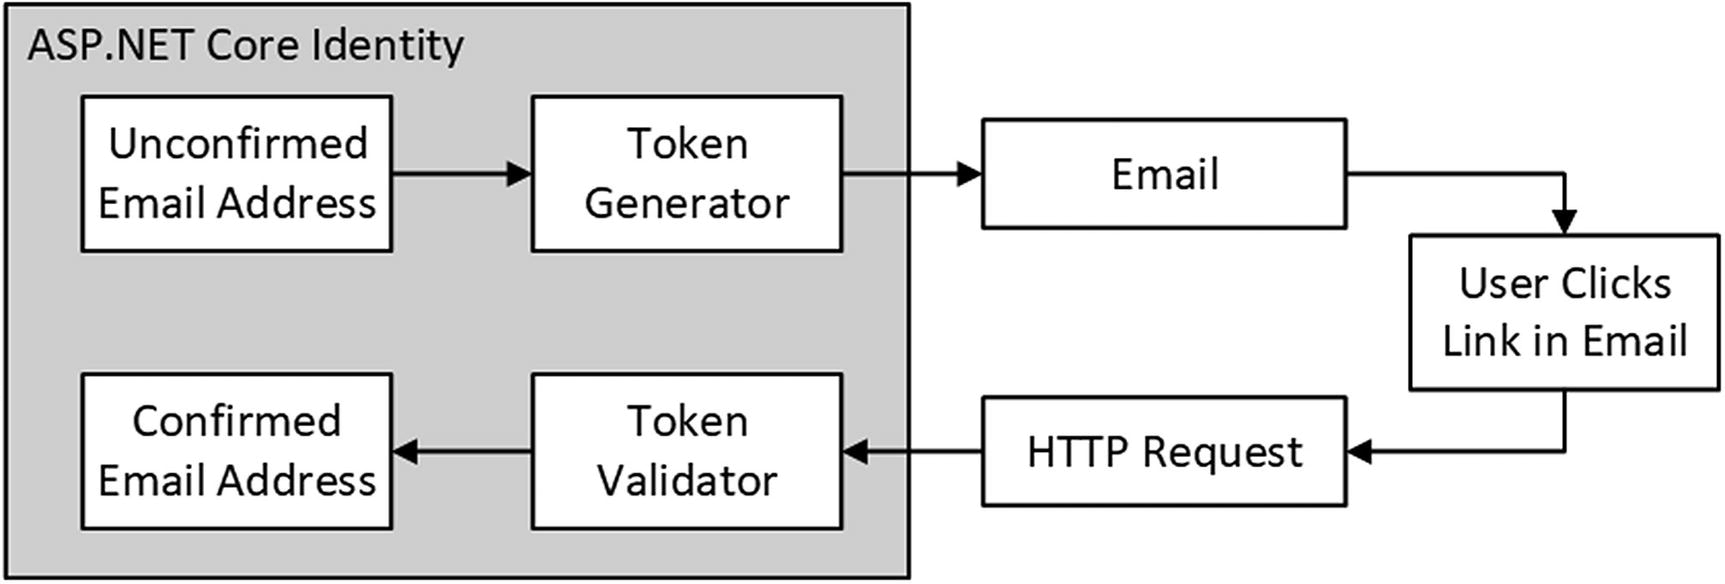 ASP.NET Core Identity
Unconfirmed
Email Address
Token
Generator
Email
User Clicks
Link in Email
HTTP Request
Token
Validator
Confirmed
Email Address